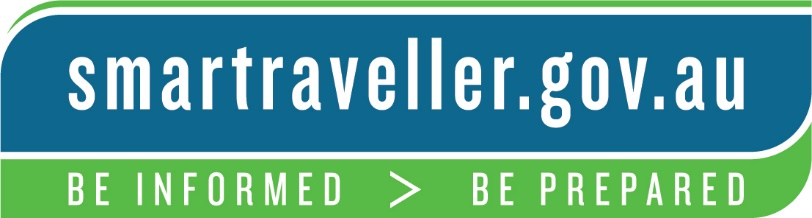 smartraveller.gov.au
BE INFORMED > BE PREPARED